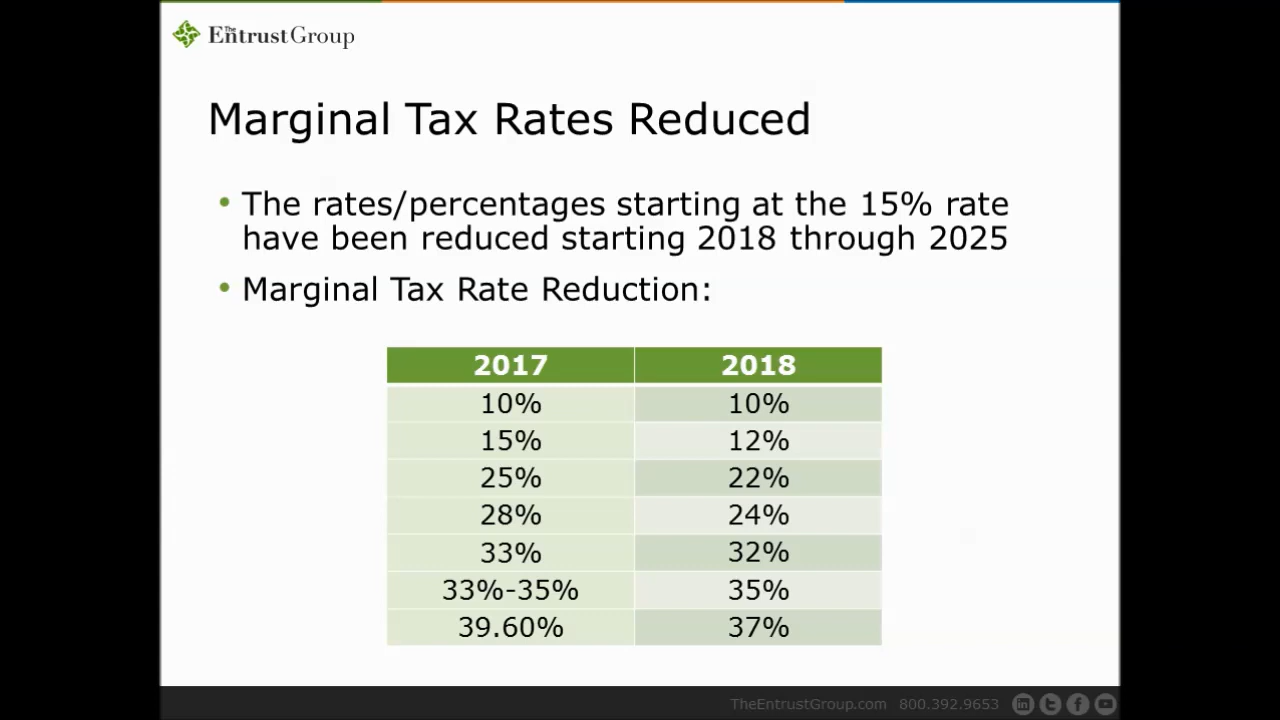 The EntrustGroup
Marginal Tax Rates Reduced
• The rates/percentages starting at the 15% rate
have been reduced starting 2018 through 2025
• Marginal Tax Rate Reduction:
2017 2018
10% 10%
15% 12%
25% 22%
28% 24%
33% 32%
33%-35% 35%
39.60% 37%
TheEntrustGroup.com 800.392.9653